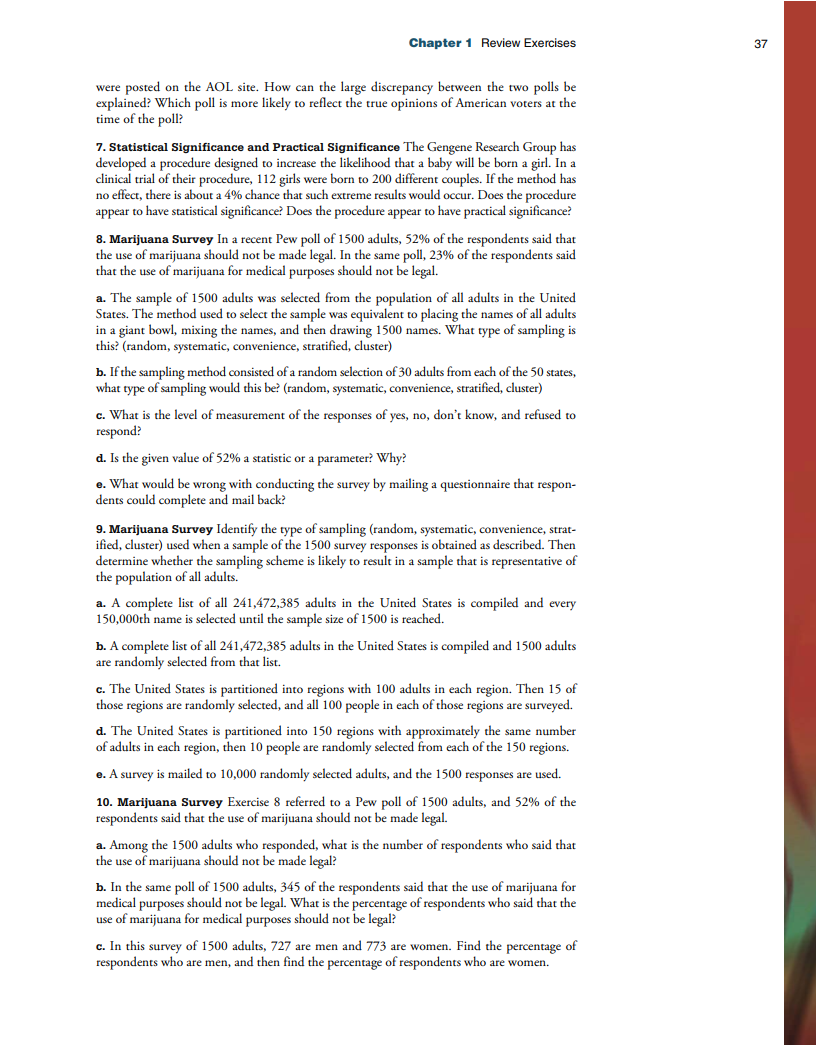 Chapter 1 Review Exercises 37
were posted on the AOL site. How can the large discrepancy between the two polls be
explained? Which poll is more likely to reflect the true opinions of American voters at the
time of the poll?
7. Statistical Significance and Practical Significance The Gengene Research Group has
developed a procedure designed to increase the likelihood that a baby will be born a girl. In a
clinical trial of their procedure, 112 girls were born to 200 different couples. If the method has
no effect, there is about a 4% chance that such extreme results would occur. Does the procedure
appear to have statistical significance? Does the procedure appear to have practical significance?
8. Marijuana Survey In a recent Pew poll of 1500 adults, 52% of the respondents said that
the use of marijuana should not be made legal. In the same poll, 23% of the respondents said
that the use of marijuana for medical purposes should not be legal.
a. The sample of 1500 adults was selected from the population of all adults in the United
States. The method used to select the sample was equivalent to placing the names of all adults
in a giant bowl, mixing the names, and then drawing 1500 names. What type of sampling is
this? (random, systematic, convenience, stratified, cluster)
b. If the sampling method consisted of a random selection of 30 adults from each of the 50 states,
what type of sampling would this be? (random, systematic, convenience, stratified, cluster)
c. What is the level of measurement of the responses of yes, no, don't know, and refused to
respond?
d. Is the given value of 52% a statistic or a parameter? Why?
e. What would be wrong with conducting the survey by mailing a questionnaire that respon-
dents could complete and mail back?
9. Marijuana Survey Identify the type of sampling (random, systematic, convenience, strat-
ified, cluster) used when a sample of the 1500 survey responses is obtained as described. Then
determine whether the sampling scheme is likely to result in a sample that is representative of
the population of all adults.
a. A complete list of all 241,472,385 adults in the United States is compiled and every
150,000th name is selected until the sample size of 1500 is reached.
b. A complete list of all 241,472,385 adults in the United States is compiled and 1500 adults
are randomly selected from that list.
c. The United States is partitioned into regions with 100 adults in each region. Then 15 of
those regions are randomly selected, and all 100 people in each of those regions are surveyed.
d. The United States is partitioned into 150 regions with approximately the same number
of adults in each region, then 10 people are randomly selected from each of the 150 regions.
e. A survey is mailed to 10,000 randomly selected adults, and the 1500 responses are used.
10. Marijuana Survey Exercise 8 referred to a Pew poll of 1500 adults, and 52% of the
respondents said that the use of marijuana should not be made legal.
a. Among the 1500 adults who responded, what is the number of respondents who said that
the use of marijuana should not be made legal?
b. In the same poll of 1500 adults, 345 of the respondents said that the use of marijuana for
medical purposes should not be legal. What is the percentage of respondents who said that the
use of marijuana for medical purposes should not be legal?
c. In this survey of 1500 adults, 727 are men and 773 are women. Find the percentage of
respondents who are men, and then find the percentage of respondents who are women.